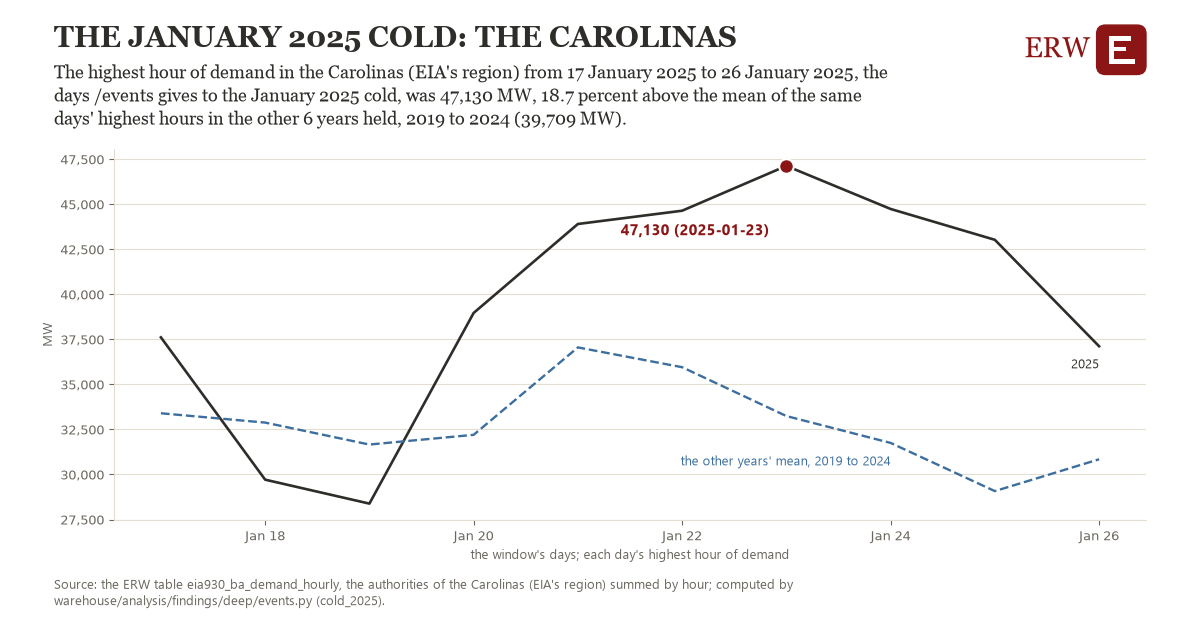 THE JANUARY 2025 COLD: THE CAROLINAS
ERW E
The highest hour of demand in the Carolinas (EIA's region) from 17 January 2025 to 26 January 2025, the
days /events gives to the January 2025 cold, was 47,130 MW, 18.7 percent above the mean of the same
days' highest hours in the other 6 years held, 2019 to 2024 (39,709 MW).
47,500
45,000
42,500
40,000
37,500
35,000
32,500
30,000
27,500
MW
47,130 (2025-01-23)
2025
the other years' mean, 2019 to 2024
Jan 18
Jan 20
Jan 22
Jan 24
Jan 26
the window's days; each day's highest hour of demand
Source: the ERW table eia930_ba_demand_hourly, the authorities of the Carolinas (EIA's region) summed by hour; computed by
warehouse/analysis/findings/deep/events.py (cold_2025).